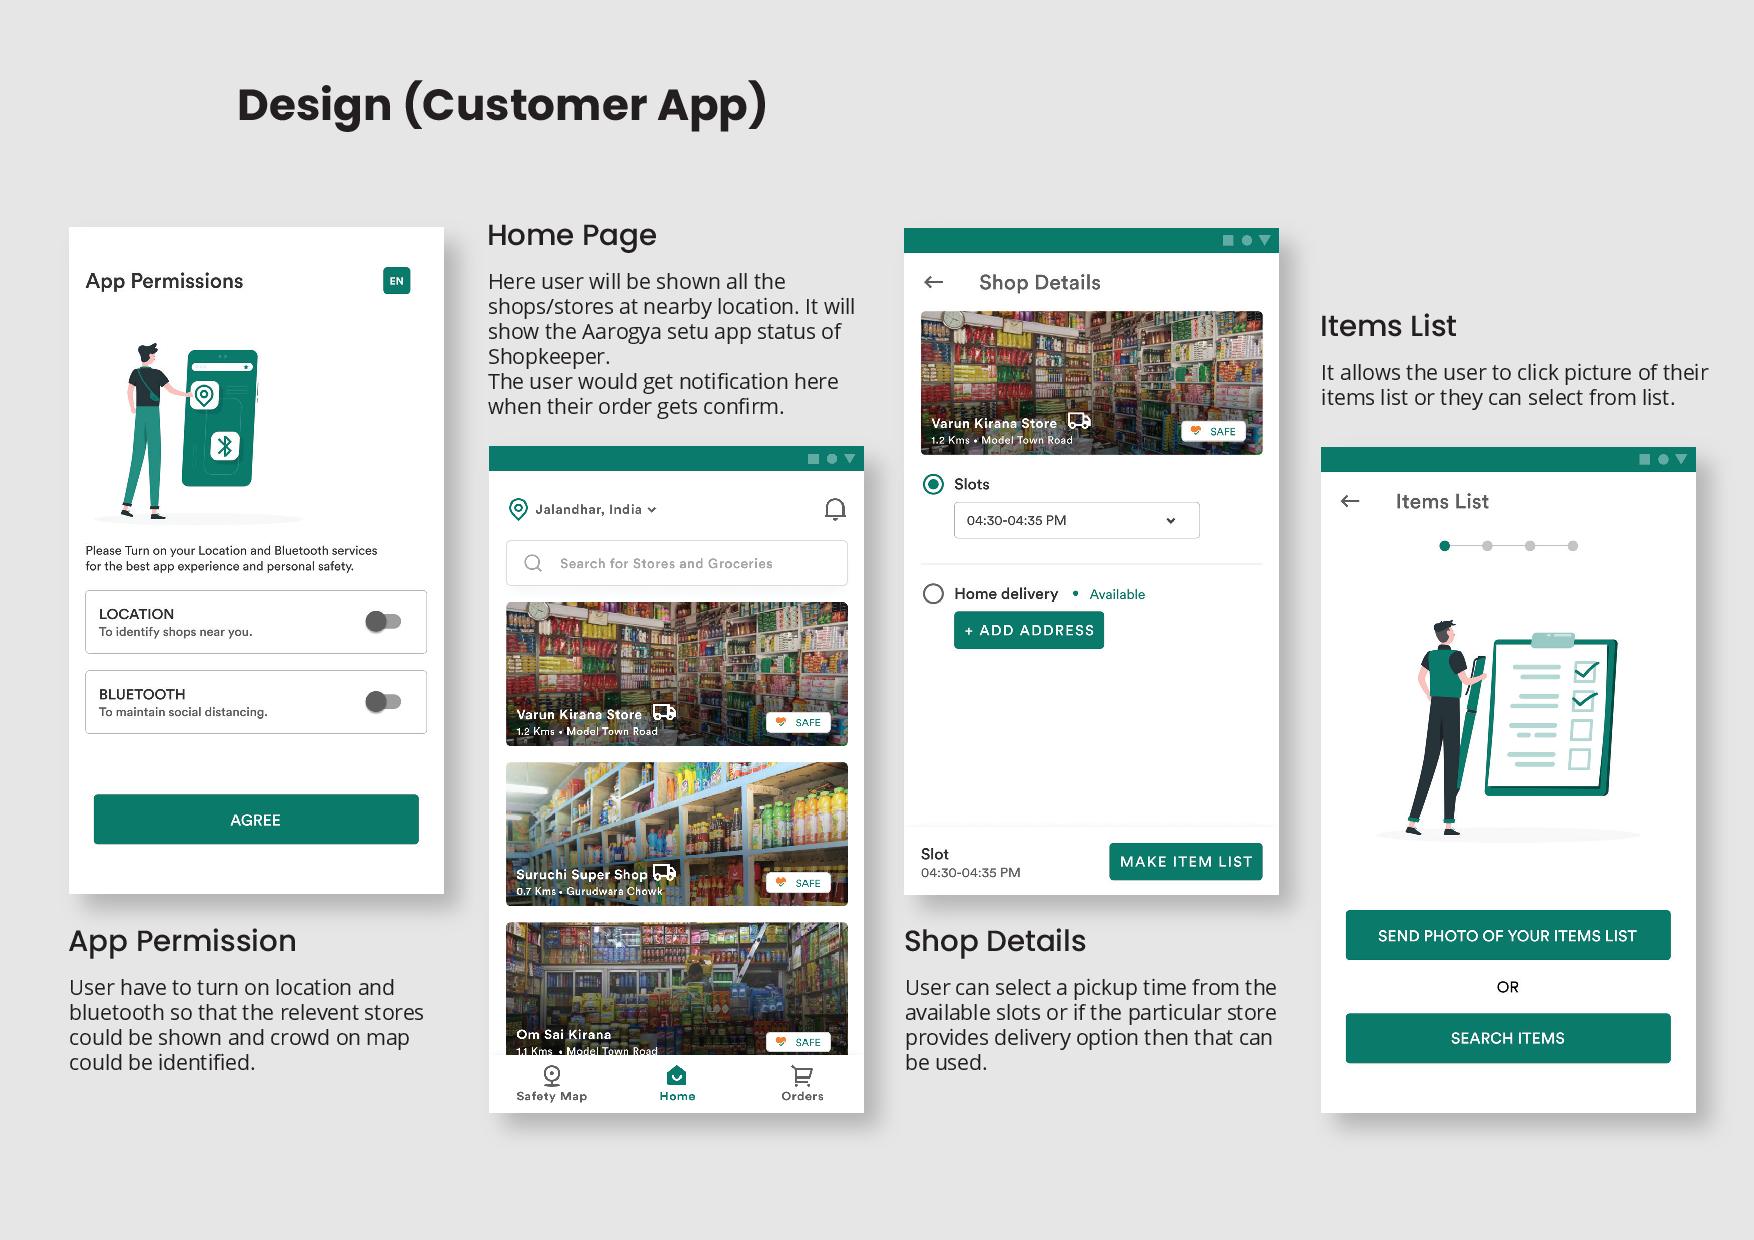 Design (Customer App)
App Permissions
EN
Please Turn on your Location and Bluetooth services
for the best app experience and personal safety.
LOCATION
To identify shops near you.
BLUETOOTH
To maintain social distancing.
AGREE
App Permission
User have to turn on location and
bluetooth so that the relevent stores
could be shown and crowd on map
could be identified.
Home Page
Here user will be shown all the
shops/stores at nearby location. It will
show the Aarogya setu app status of
Shopkeeper.
The user would get notification here
when their order gets confirm.
Jalandhar, India
Search for Stores and Groceries
Varun Kirana Store
1.2 Kms • Model Town Road
SAFE
Suruchi Super Shop
0.7 Kms • Gurudwara Chowk
SAFE
Om Sai Kirana
1.1 Kms • Model Town Road
SAFE
Safety Map
Home
Orders
Shop Details
Varun Kirana Store
1.2 Kms • Model Town Road
SAFE
Slots
04:30-04:35 PM
Home delivery • Available
+ ADD ADDRESS
Slot
04:30-04:35 PM
MAKE ITEM LIST
Shop Details
User can select a pickup time from the
available slots or if the particular store
provides delivery option then that can
be used.
Items List
It allows the user to click picture of their
items list or they can select from list.
Items List
SEND PHOTO OF YOUR ITEMS LIST
OR
SEARCH ITEMS